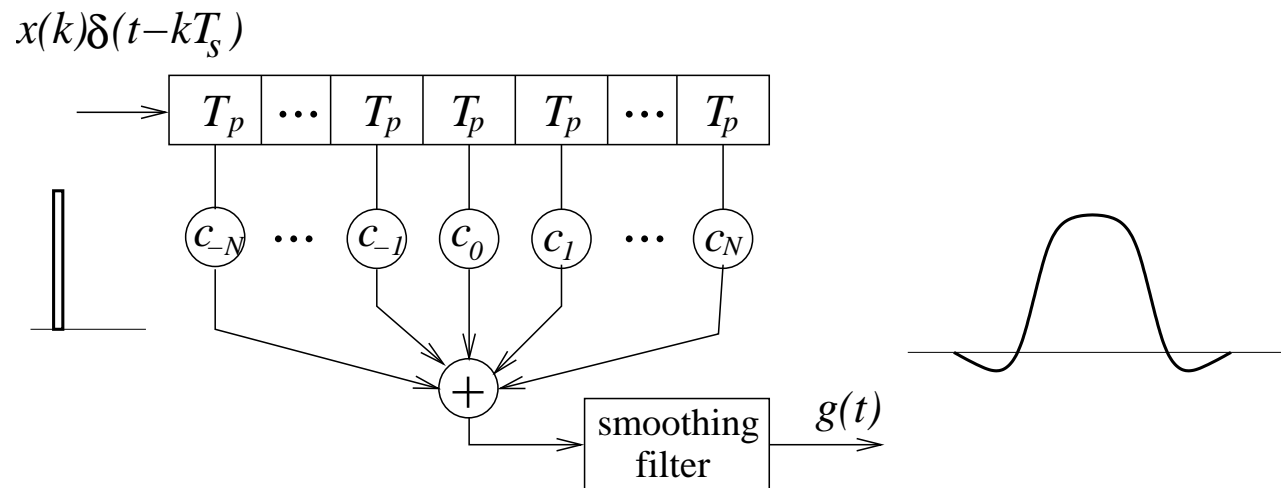 x(k)δ(t−kT_s)
T_p ... T_p T_p T_p ... T_p
c_{−N} ... c_{−1} c_0 c_1 ... c_N
+
g(t)
smoothing
filter